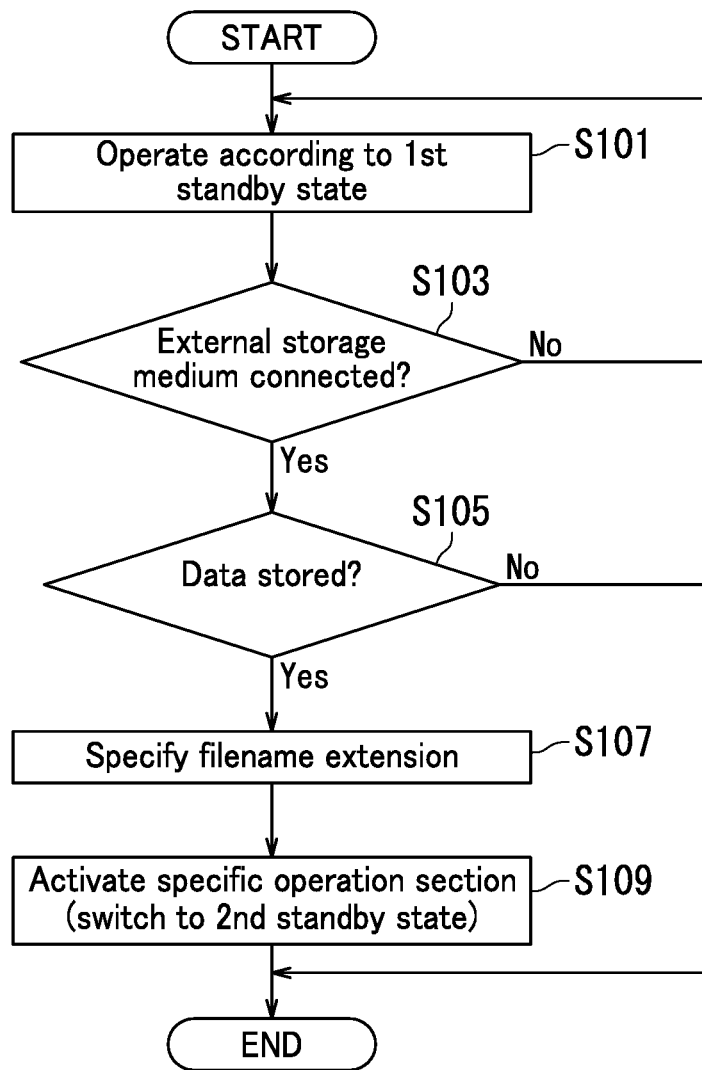 START
Operate according to 1st
standby state
S101
S103
External storage
medium connected?
No
Yes
S105
Data stored?
No
Yes
Specify filename extension
S107
Activate specific operation section
(switch to 2nd standby state)
S109
END